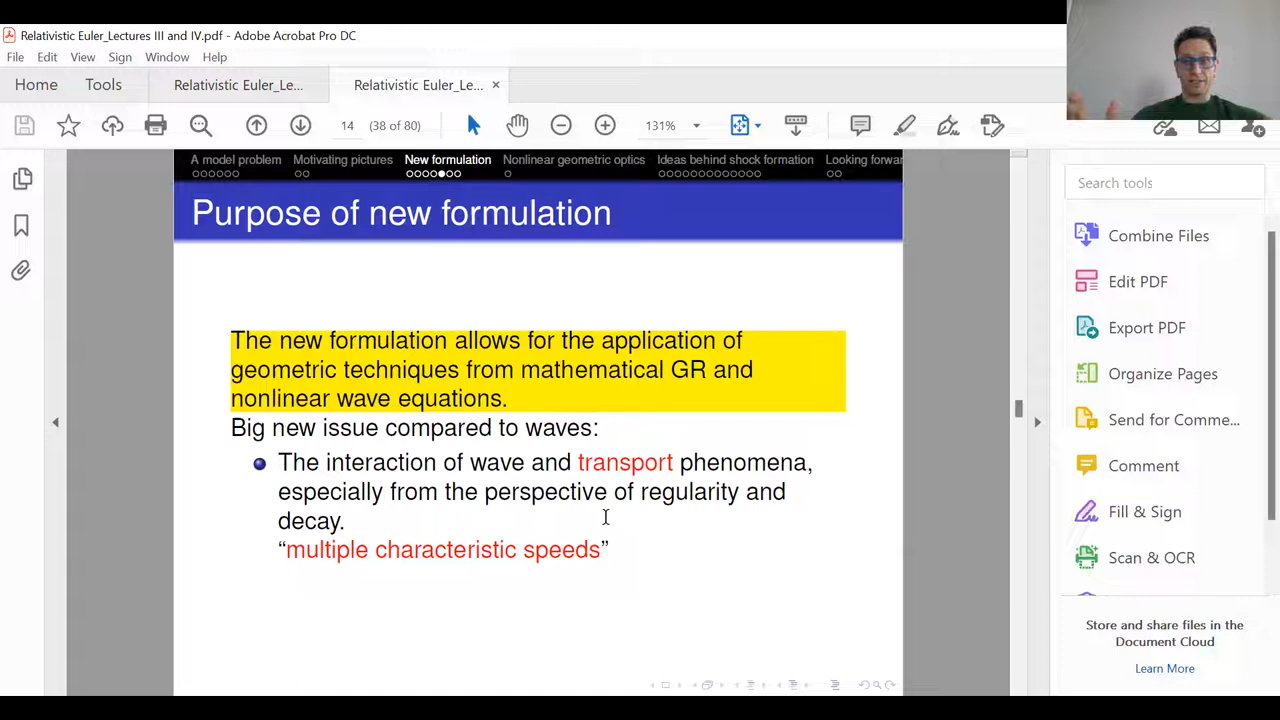 Relativistic Euler_Lectures III and IV.pdf - Adobe Acrobat Pro DC
File Edit View Sign Window Help
Home Tools Relativistic Euler_Le... Relativistic Euler_Le... ×
14 (38 of 80) 131%
A model problem Motivating pictures New formulation Nonlinear geometric optics Ideas behind shock formation Looking forwar
Purpose of new formulation
The new formulation allows for the application of
geometric techniques from mathematical GR and
nonlinear wave equations.
Big new issue compared to waves:
The interaction of wave and transport phenomena,
especially from the perspective of regularity and
decay.
“multiple characteristic speeds”
Search tools
Combine Files
Edit PDF
Export PDF
Organize Pages
Send for Comme...
Comment
Fill & Sign
Scan & OCR
Store and share files in the
Document Cloud
Learn More